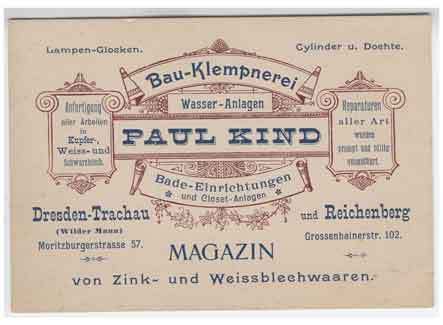 Lampen-Glocken.
Cylinder u. Dochte.
Bau-Klempnerei
Wasser-Anlagen
PAUL KIND
Anfertigung
aller Arbeiten
in
Kupfer-,
Weiss- und
Schwarzblech.
Reparaturen
aller Art
werden
prompt und billig
ausgeführt.
Bade-Einrichtungen
und Closet-Anlagen
Dresden-Trachau
(Wilder Mann)
Moritzburgerstrasse 57.
und Reichenberg
Grossenhainerstr. 102.
MAGAZIN
von Zink- und Weissblechwaaren.